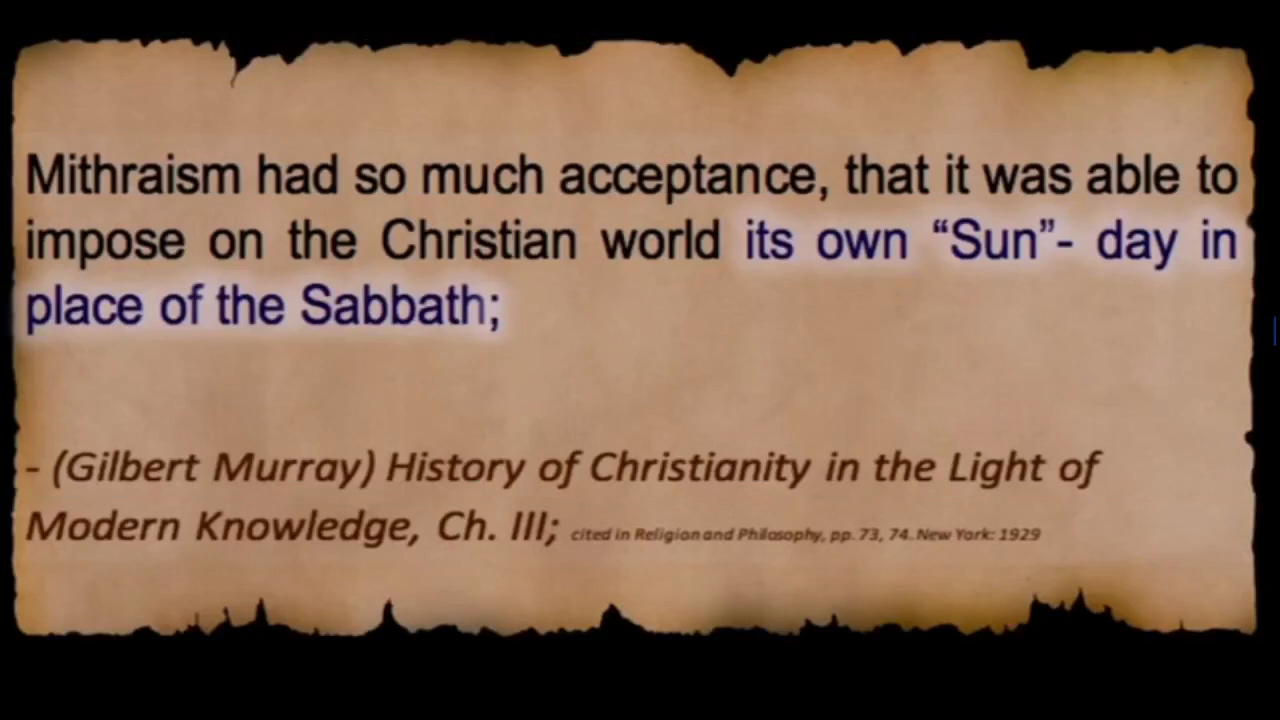 Mithraism had so much acceptance, that it was able to
impose on the Christian world its own “Sun”- day in
place of the Sabbath;
- (Gilbert Murray) History of Christianity in the Light of
Modern Knowledge, Ch. III; cited in Religion and Philosophy, pp. 73, 74. New York: 1929